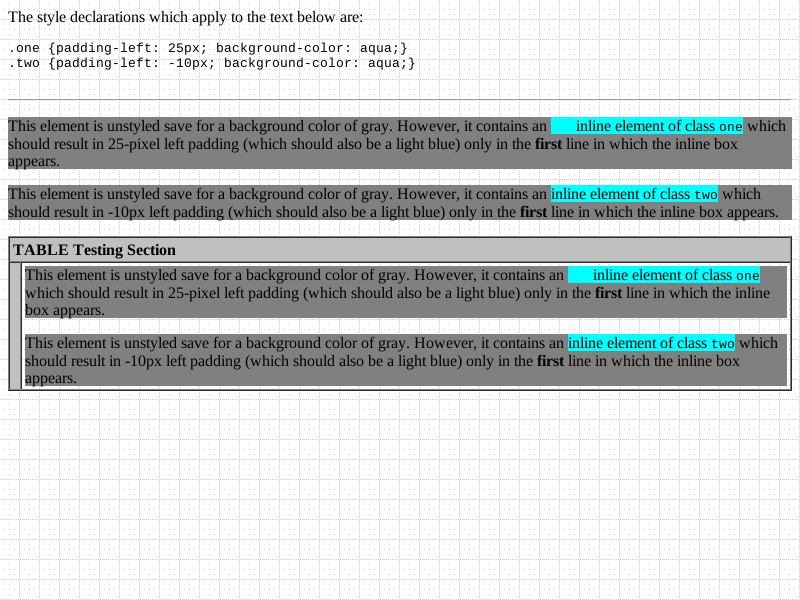 The style declarations which apply to the text below are:
.one {padding-left: 25px; background-color: aqua;}
.two {padding-left: -10px; background-color: aqua;}
This element is unstyled save for a background color of gray. However, it contains an inline element of class one which
should result in 25-pixel left padding (which should also be a light blue) only in the first line in which the inline box
appears.
This element is unstyled save for a background color of gray. However, it contains an inline element of class two which
should result in -10px left padding (which should also be a light blue) only in the first line in which the inline box appears.
TABLE Testing Section
This element is unstyled save for a background color of gray. However, it contains an inline element of class one
which should result in 25-pixel left padding (which should also be a light blue) only in the first line in which the inline
box appears.
This element is unstyled save for a background color of gray. However, it contains an inline element of class two which
should result in -10px left padding (which should also be a light blue) only in the first line in which the inline box
appears.